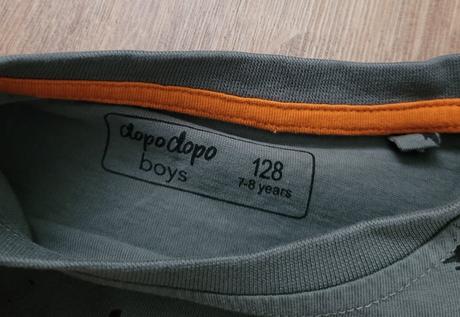 dopodopo
boys
128
7-8 years